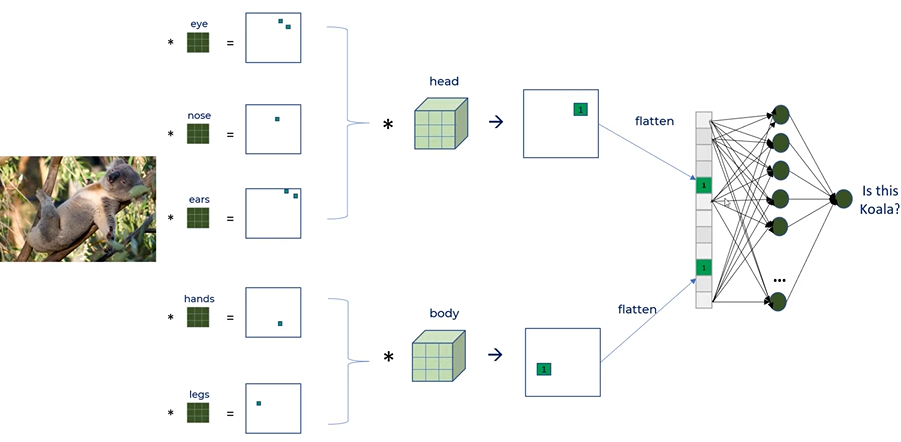 eye
* =
nose
* =
ears
* =
hands
* =
legs
* =
head
* →
1
flatten
body
* →
1
flatten
1
1
...
Is this
Koala?